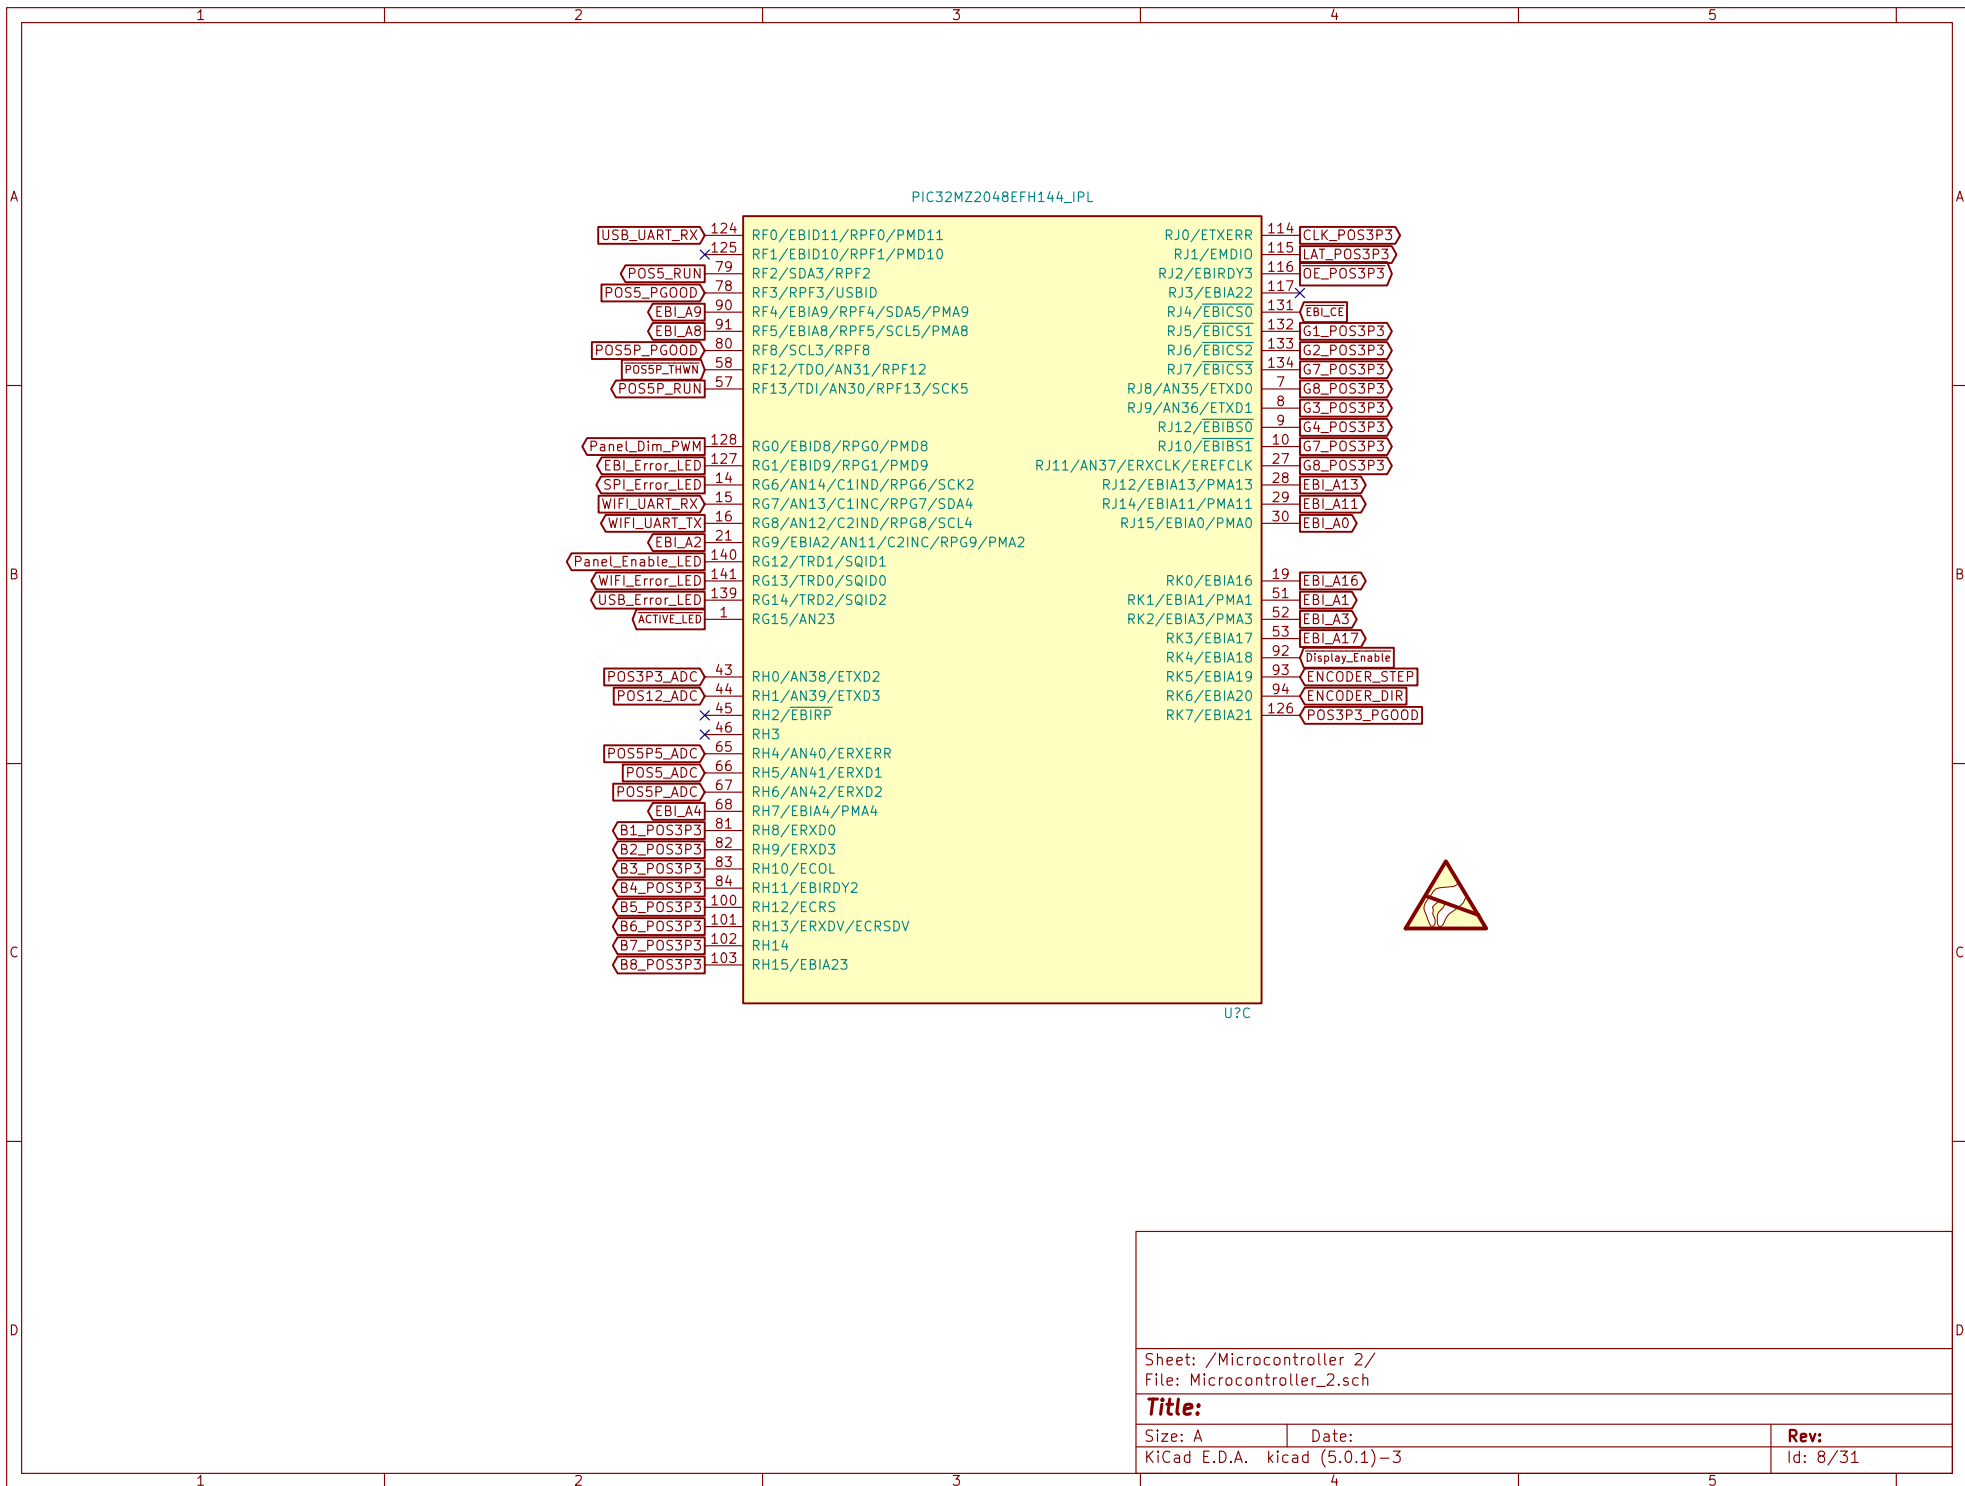 1 2 3 4 5
A A
PIC32MZ2048EFH144_IPL
USB_UART_RX 124 RF0/EBID11/RPF0/PMD11 RJ0/ETXERR 114 CLK_POS3P3
125 RF1/EBID10/RPF1/PMD10 RJ1/EMDIO 115 LAT_POS3P3
POS5_RUN 79 RF2/SDA3/RPF2 RJ2/EBIRDY3 116 OE_POS3P3
POS5_PGOOD 78 RF3/RPF3/USBID RJ3/EBIA22 117
EBI_A9 90 RF4/EBIA9/RPF4/SDA5/PMA9 RJ4/EBICS0 131 EBI_CE
EBI_A8 91 RF5/EBIA8/RPF5/SCL5/PMA8 RJ5/EBICS1 132 G1_POS3P3
POS5P_PGOOD 80 RF8/SCL3/RPF8 RJ6/EBICS2 133 G2_POS3P3
POS5P_THWN 58 RF12/TDO/AN31/RPF12 RJ7/EBICS3 134 G7_POS3P3
POS5P_RUN 57 RF13/TDI/AN30/RPF13/SCK5 RJ8/AN35/ETXD0 7 G8_POS3P3
RJ9/AN36/ETXD1 8 G3_POS3P3
RJ12/EBIBS0 9 G4_POS3P3
Panel_Dim_PWM 128 RG0/EBID8/RPG0/PMD8 RJ10/EBIBS1 10 G7_POS3P3
EBI_Error_LED 127 RG1/EBID9/RPG1/PMD9 RJ11/AN37/ERXCLK/EREFCLK 27 G8_POS3P3
SPI_Error_LED 14 RG6/AN14/C1IND/RPG6/SCK2 RJ12/EBIA13/PMA13 28 EBI_A13
WIFI_UART_RX 15 RG7/AN13/C1INC/RPG7/SDA4 RJ14/EBIA11/PMA11 29 EBI_A11
WIFI_UART_TX 16 RG8/AN12/C2IND/RPG8/SCL4 RJ15/EBIA0/PMA0 30 EBI_A0
EBI_A2 21 RG9/EBIA2/AN11/C2INC/RPG9/PMA2
Panel_Enable_LED 140 RG12/TRD1/SQID1
B B
WIFI_Error_LED 141 RG13/TRD0/SQID0 RK0/EBIA16 19 EBI_A16
USB_Error_LED 139 RG14/TRD2/SQID2 RK1/EBIA1/PMA1 51 EBI_A1
ACTIVE_LED 1 RG15/AN23 RK2/EBIA3/PMA3 52 EBI_A3
RK3/EBIA17 53 EBI_A17
RK4/EBIA18 92 Display_Enable
POS3P3_ADC 43 RH0/AN38/ETXD2 RK5/EBIA19 93 ENCODER_STEP
POS12_ADC 44 RH1/AN39/ETXD3 RK6/EBIA20 94 ENCODER_DIR
45 RH2/EBIRP RK7/EBIA21 126 POS3P3_PGOOD
46 RH3
POS5P5_ADC 65 RH4/AN40/ERXERR
POS5_ADC 66 RH5/AN41/ERXD1
POS5P_ADC 67 RH6/AN42/ERXD2
EBI_A4 68 RH7/EBIA4/PMA4
B1_POS3P3 81 RH8/ERXD0
B2_POS3P3 82 RH9/ERXD3
B3_POS3P3 83 RH10/ECOL
B4_POS3P3 84 RH11/EBIRDY2
B5_POS3P3 100 RH12/ECRS
B6_POS3P3 101 RH13/ERXDV/ECRSDV
B7_POS3P3 102 RH14
C C
B8_POS3P3 103 RH15/EBIA23
U?C
D D
Sheet: /Microcontroller 2/
File: Microcontroller_2.sch
Title:
Size: A Date: Rev:
KiCad E.D.A. kicad (5.0.1)-3 Id: 8/31
1 2 3 4 5